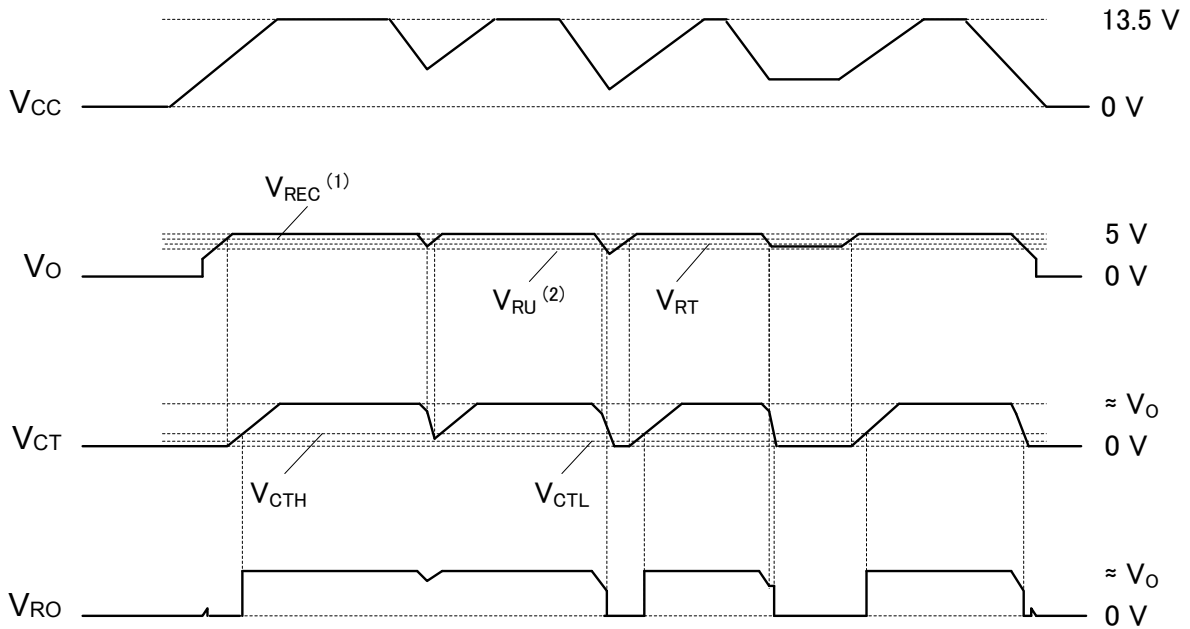 13.5 V
VCC
0 V
VREC (1)
5 V
VO
0 V
VRU (2)
VRT
≈ VO
VCT
0 V
VCTH
VCTL
≈ VO
VRO
0 V